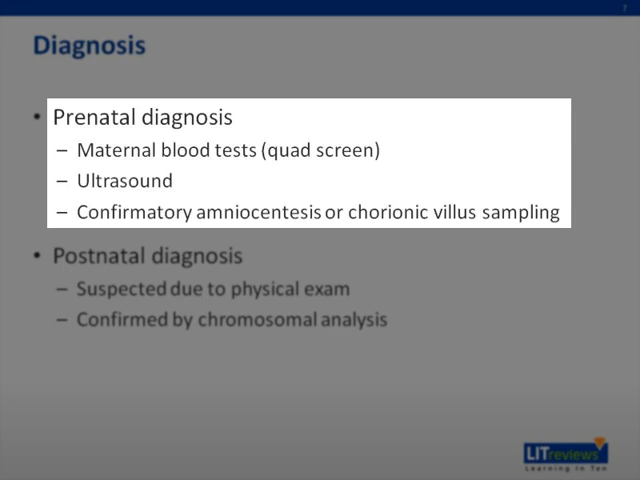 7
Diagnosis
• Prenatal diagnosis
– Maternal blood tests (quad screen)
– Ultrasound
– Confirmatory amniocentesis or chorionic villus sampling
• Postnatal diagnosis
– Suspected due to physical exam
– Confirmed by chromosomal analysis
LITreviews
Learning in Ten